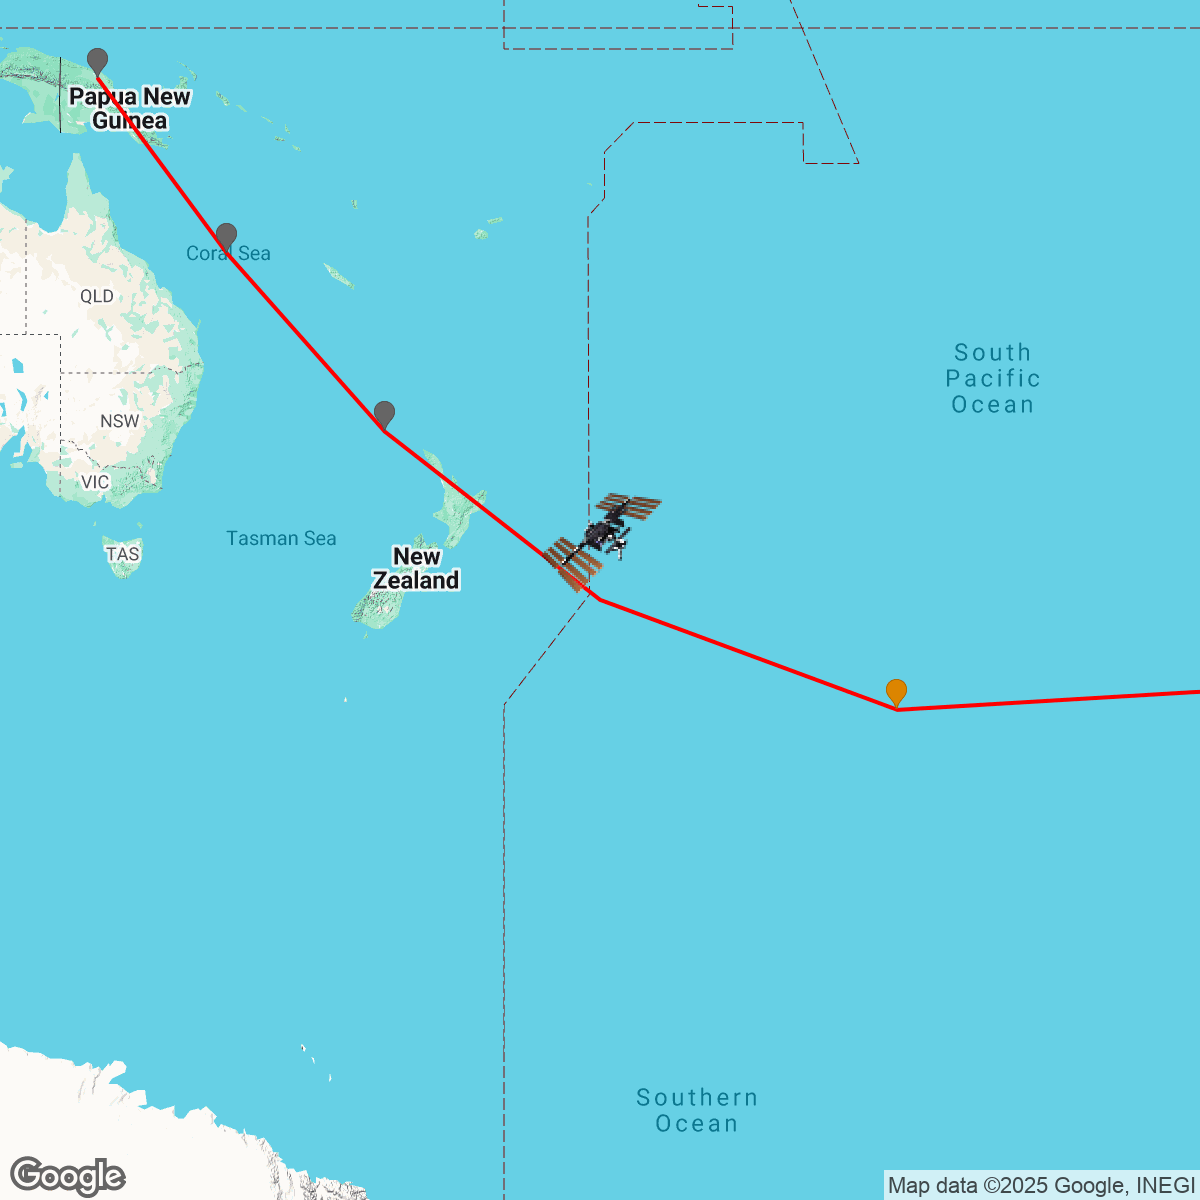 Papua New
Guinea
Coral Sea
QLD
South
Pacific
Ocean
NSW
VIC
Tasman Sea
TAS
New
Zealand
Southern
Ocean
Google
Map data ©2025 Google, INEGI